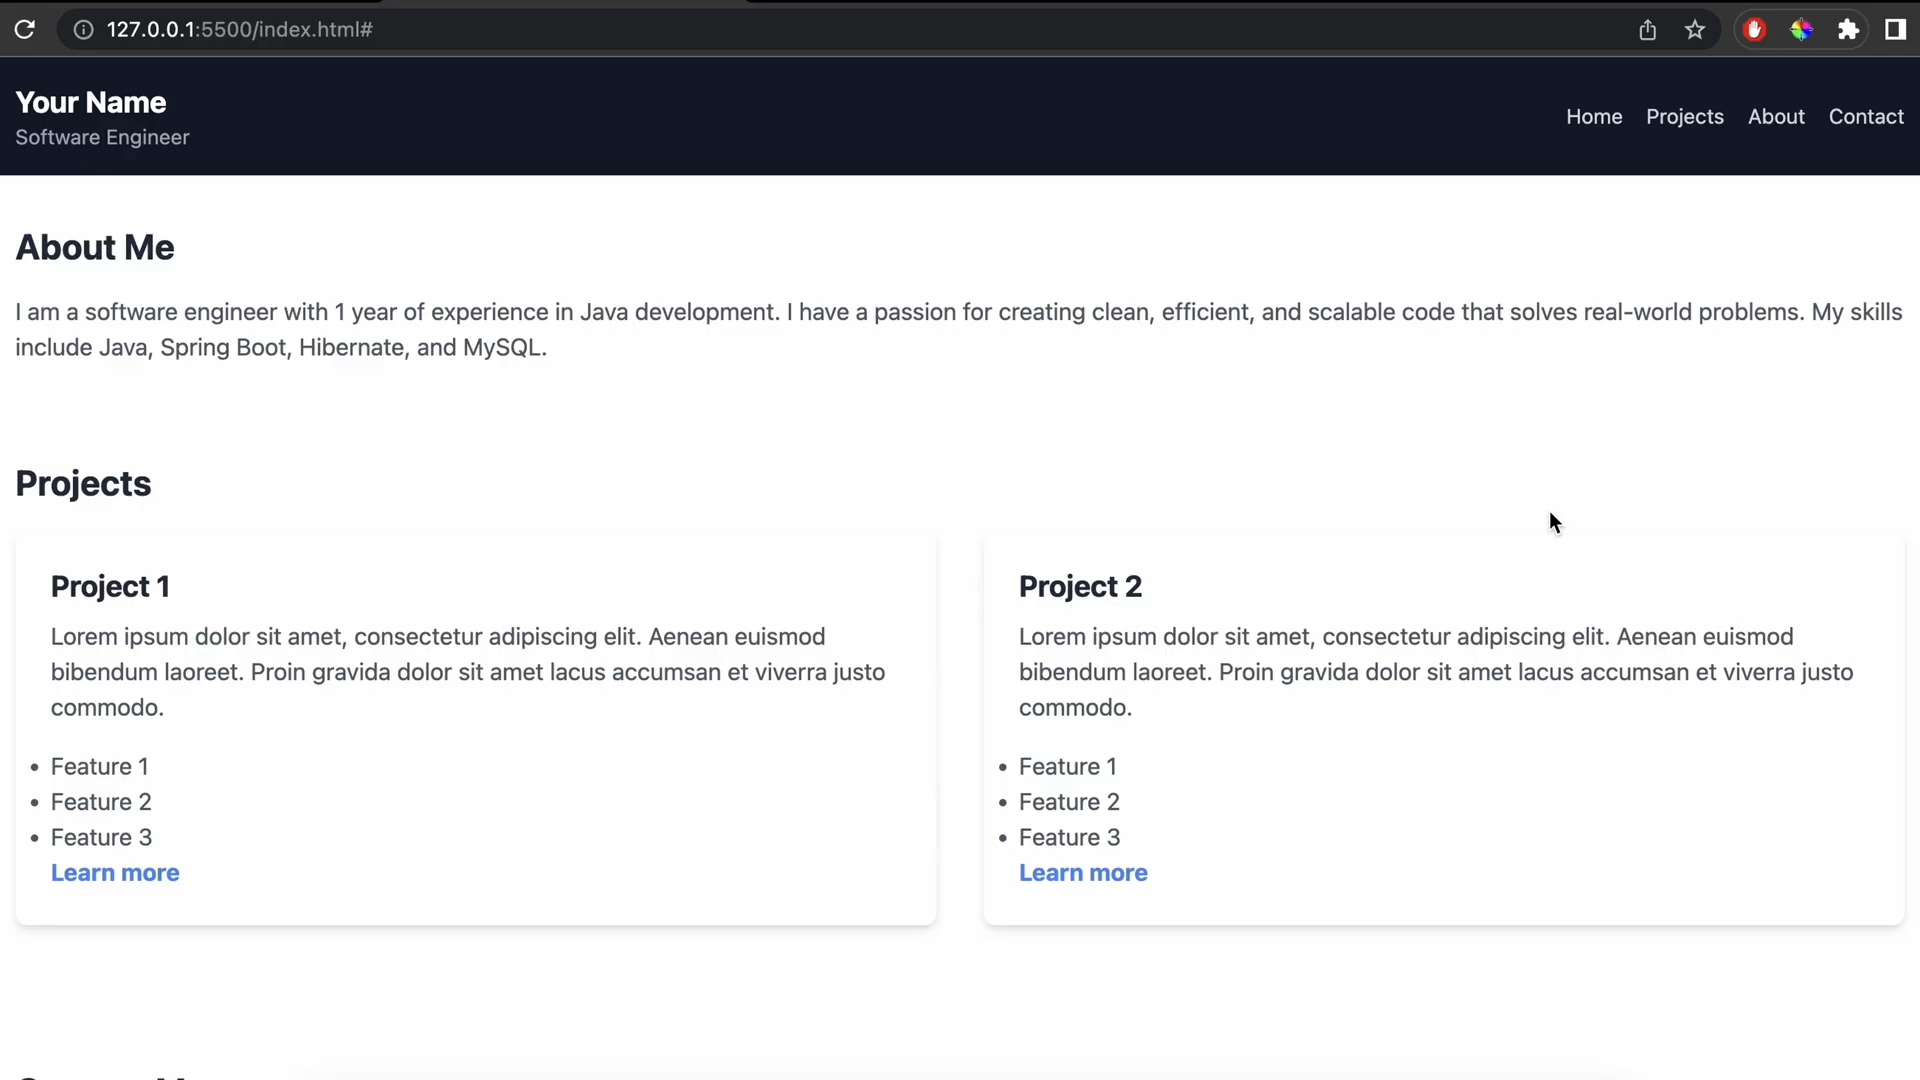 127.0.0.1:5500/index.html#
Your Name
Software Engineer
Home Projects About Contact
About Me
I am a software engineer with 1 year of experience in Java development. I have a passion for creating clean, efficient, and scalable code that solves real-world problems. My skills
include Java, Spring Boot, Hibernate, and MySQL.
Projects
Project 1
Lorem ipsum dolor sit amet, consectetur adipiscing elit. Aenean euismod
bibendum laoreet. Proin gravida dolor sit amet lacus accumsan et viverra justo
commodo.
• Feature 1
• Feature 2
• Feature 3
Learn more
Project 2
Lorem ipsum dolor sit amet, consectetur adipiscing elit. Aenean euismod
bibendum laoreet. Proin gravida dolor sit amet lacus accumsan et viverra justo
commodo.
• Feature 1
• Feature 2
• Feature 3
Learn more